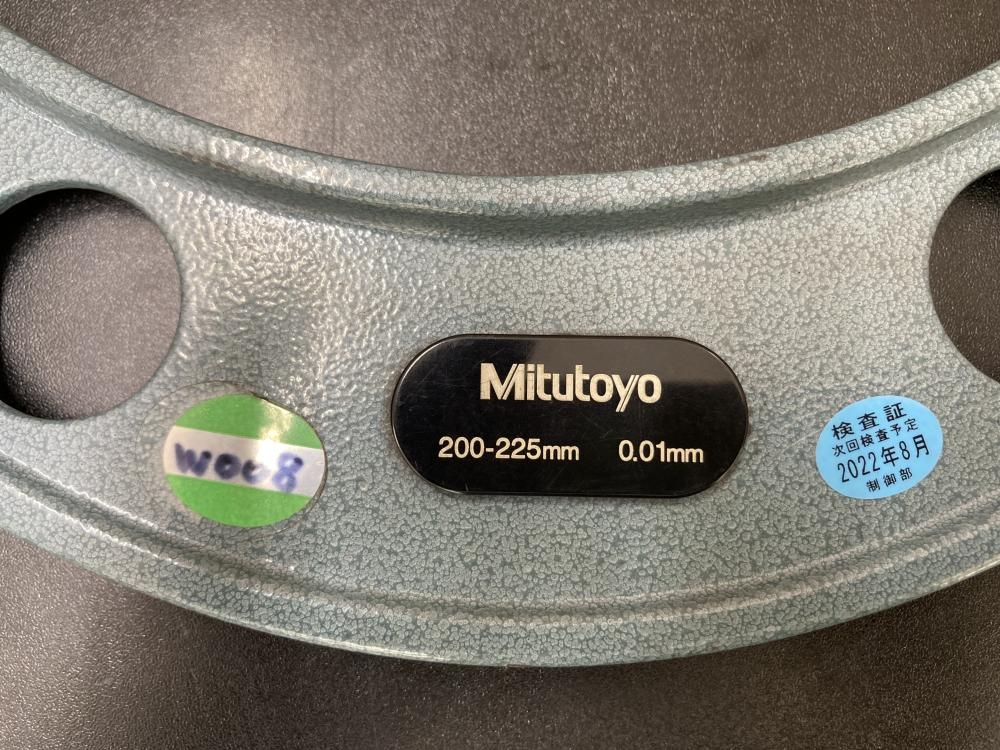 Mitutoyo
200-225mm 0.01mm
W008
検査証
次回検査予定
2022年8月
制御部